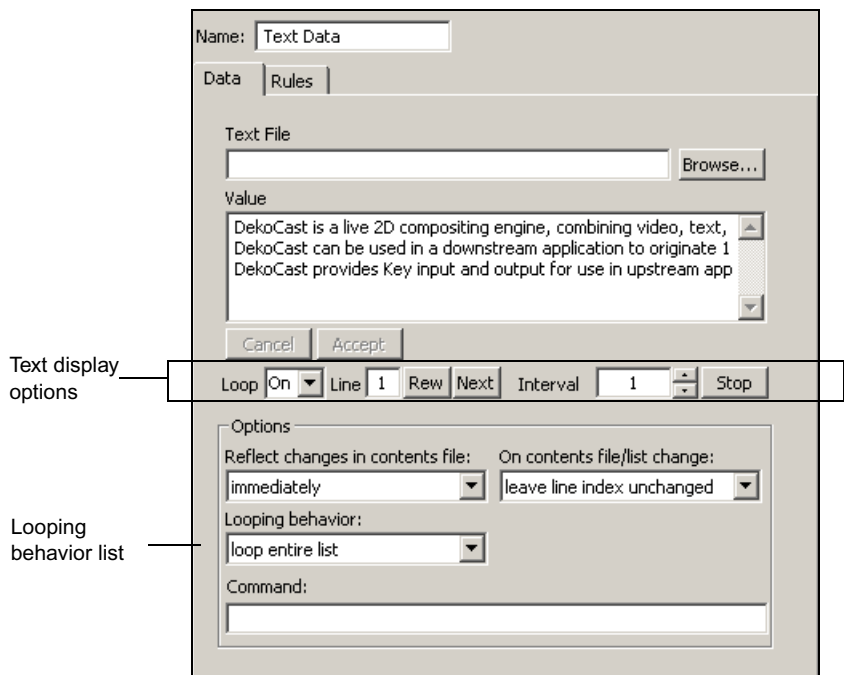 Name: Text Data
Data Rules
Text File
Browse...
Value
DekoCast is a live 2D compositing engine, combining video, text,
DekoCast can be used in a downstream application to originate 1
DekoCast provides Key input and output for use in upstream app
Cancel Accept
Text display
options
Loop On Line 1 Rew Next Interval 1 Stop
Options
Reflect changes in contents file: On contents file/list change:
immediately leave line index unchanged
Looping behavior:
loop entire list
Looping
behavior list
Command: